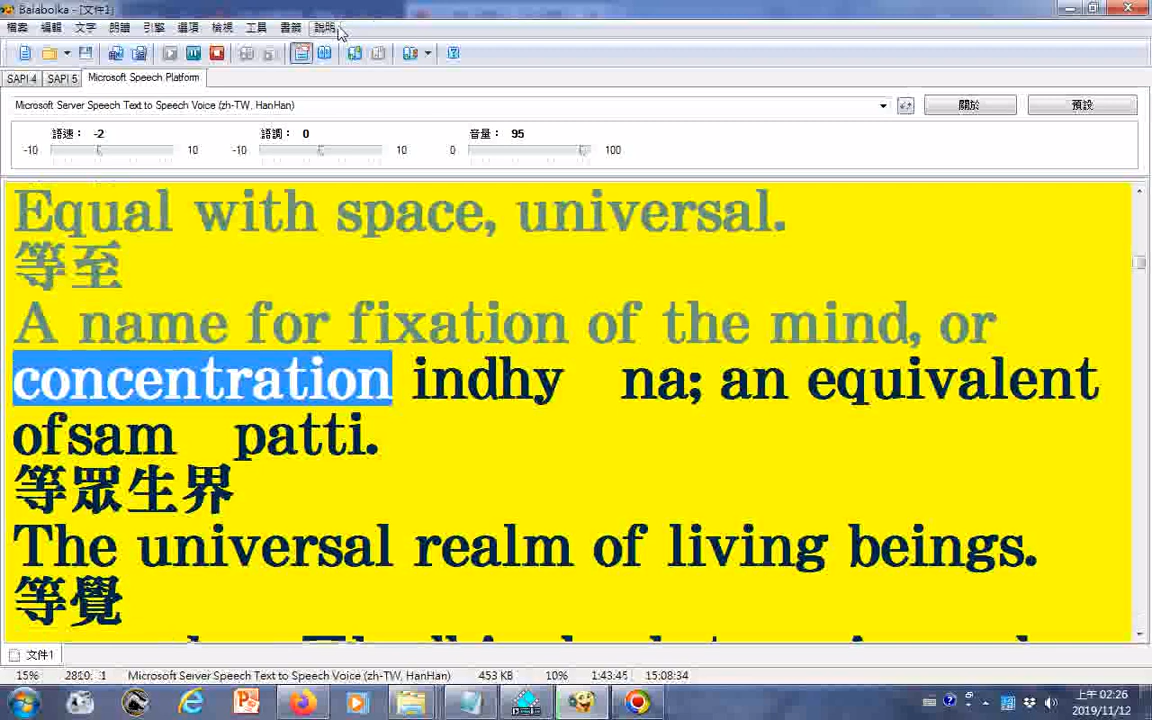 Balabolka - [文件1]
檔案 編輯 文字 朗讀 引擎 選項 檢視 工具 書籤 說明
SAPI 4 SAPI 5 Microsoft Speech Platform
Microsoft Server Speech Text to Speech Voice (zh-TW, HanHan) 關於 預設
語速： -2 語調： 0 音量： 95
-10 10 -10 10 0 100
Equal with space, universal.
等至
A name for fixation of the mind, or
concentration indhy na; an equivalent
ofsam patti.
等眾生界
The universal realm of living beings.
等覺
文件1
15% 2810: 1 Microsoft Server Speech Text to Speech Voice (zh-TW, HanHan) 453 KB 10% 1:43:45 15:08:34
上午 02:26
2019/11/12